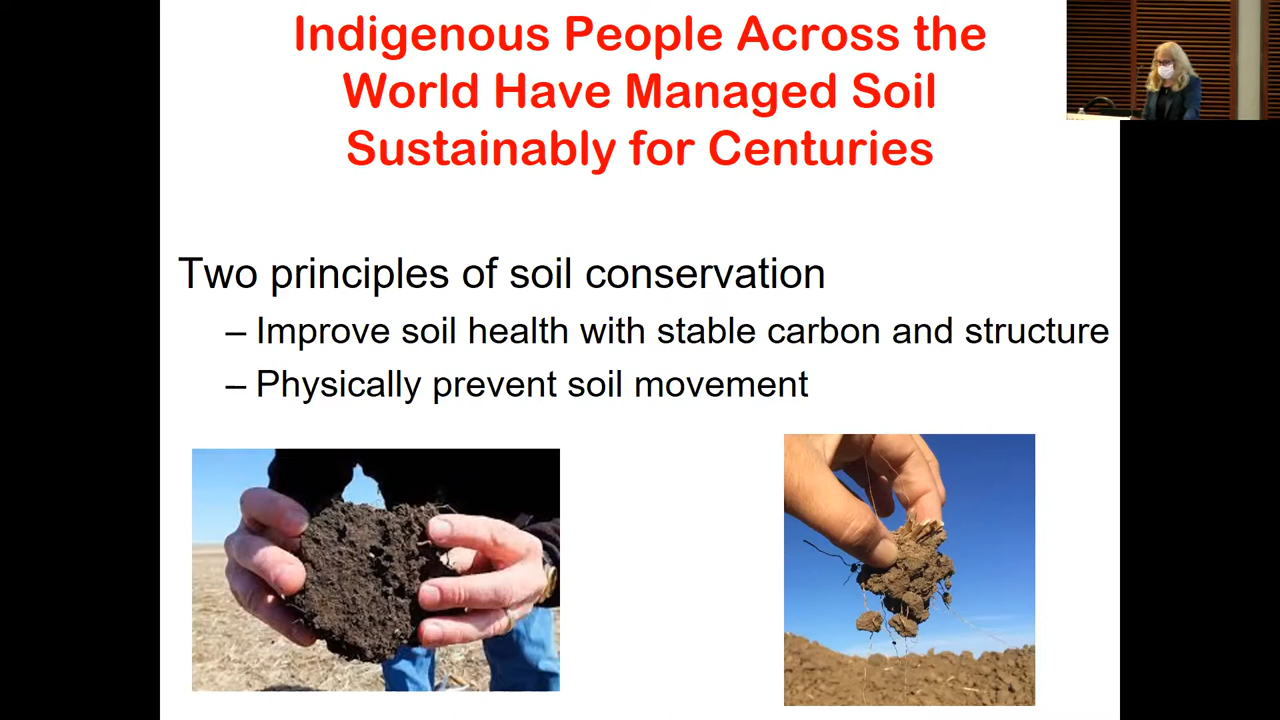 Indigenous People Across the
World Have Managed Soil
Sustainably for Centuries
Two principles of soil conservation
– Improve soil health with stable carbon and structure
– Physically prevent soil movement